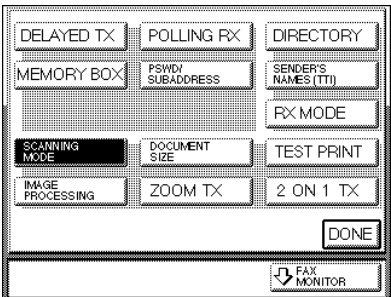 DELAYED TX
POLLING RX
DIRECTORY
MEMORY BOX
PSWD/
SUBADDRESS
SENDER'S
NAMES (TTI)
RX MODE
SCANNING
MODE
DOCUMENT
SIZE
TEST PRINT
IMAGE
PROCESSING
ZOOM TX
2 ON 1 TX
DONE
FAX
MONITOR